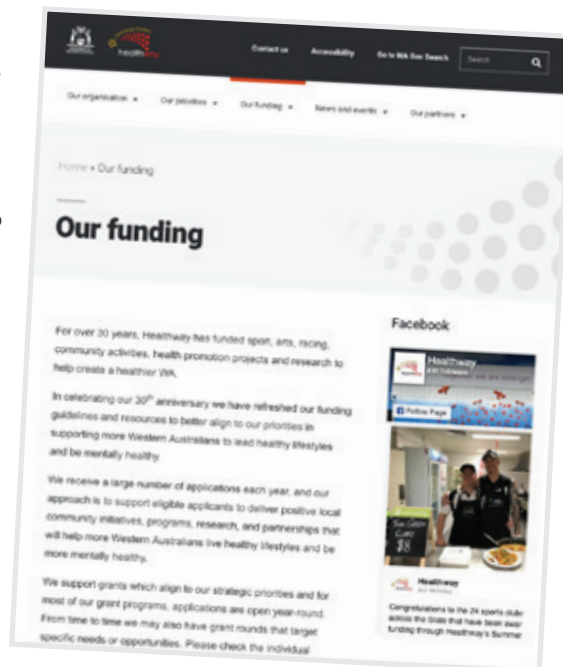 healthway
Contact us
Accessibility
Go to WA Gov Search
Search
Our organisation
Our priorities
Our funding
News and events
Our partners
Home » Our funding
Our funding
For over 30 years, Healthway has funded sport, arts, racing,
community activities, health promotion projects and research to
help create a healthier WA.
In celebrating our 30th anniversary we have refreshed our funding
guidelines and resources to better align to our priorities in
supporting more Western Australians to lead healthy lifestyles
and be mentally healthy.
We receive a large number of applications each year, and our
approach is to support eligible applicants to deliver positive local
community initiatives, programs, research, and partnerships that
will help more Western Australians live healthy lifestyles and be
more mentally healthy.
We support grants which align to our strategic priorities and for
most of our grant programs, applications are open year-round.
From time to time we may also have grant rounds that target
specific needs or opportunities. Please check the individual
Facebook
Healthway
Follow Page
$8
Healthway
Congratulations to the 24 sports clubs
across the State that have been
funding through Healthway's Summer